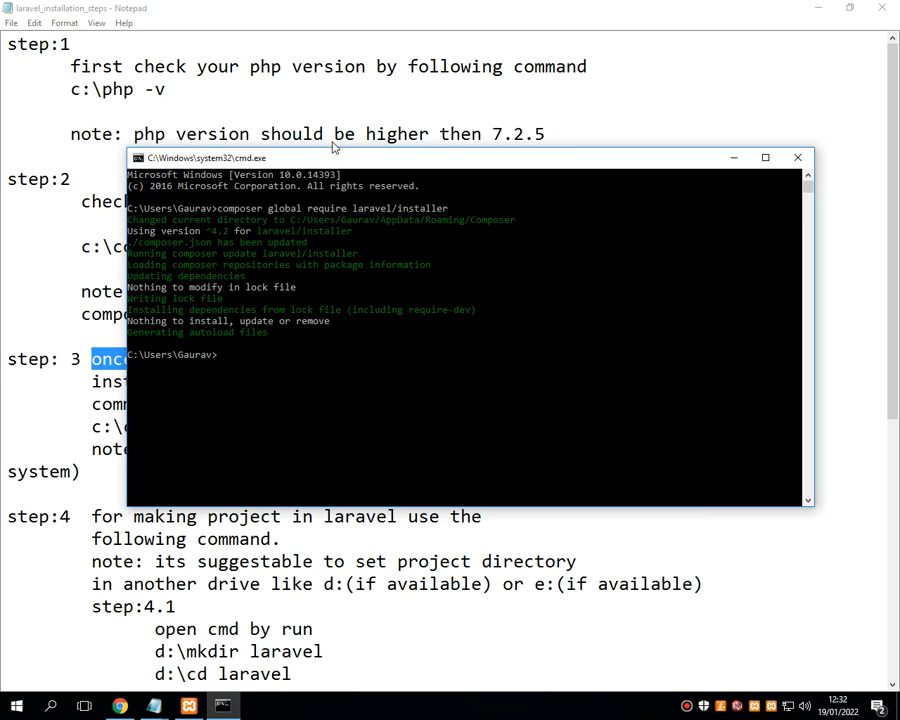 laravel_installation_steps - Notepad
File Edit Format View Help
step:1
first check your php version by following command
c:\php -v
note: php version should be higher then 7.2.5
step:2
check
c:\co
note
compo
step: 3 once
inst
comm
c:\c
note
system)
C:\Windows\system32\cmd.exe
Microsoft Windows [Version 10.0.14393]
(c) 2016 Microsoft Corporation. All rights reserved.
C:\Users\Gaurav>composer global require laravel/installer
Changed current directory to C:/Users/Gaurav/AppData/Roaming/Composer
Using version ^4.2 for laravel/installer
./composer.json has been updated
Running composer update laravel/installer
Loading composer repositories with package information
Updating dependencies
Nothing to modify in lock file
Writing lock file
Installing dependencies from lock file (including require-dev)
Nothing to install, update or remove
Generating autoload files
C:\Users\Gaurav>
step:4 for making project in laravel use the
following command.
note: its suggestable to set project directory
in another drive like d:(if available) or e:(if available)
step:4.1
open cmd by run
d:\mkdir laravel
d:\cd laravel
12:32
19/01/2022
2